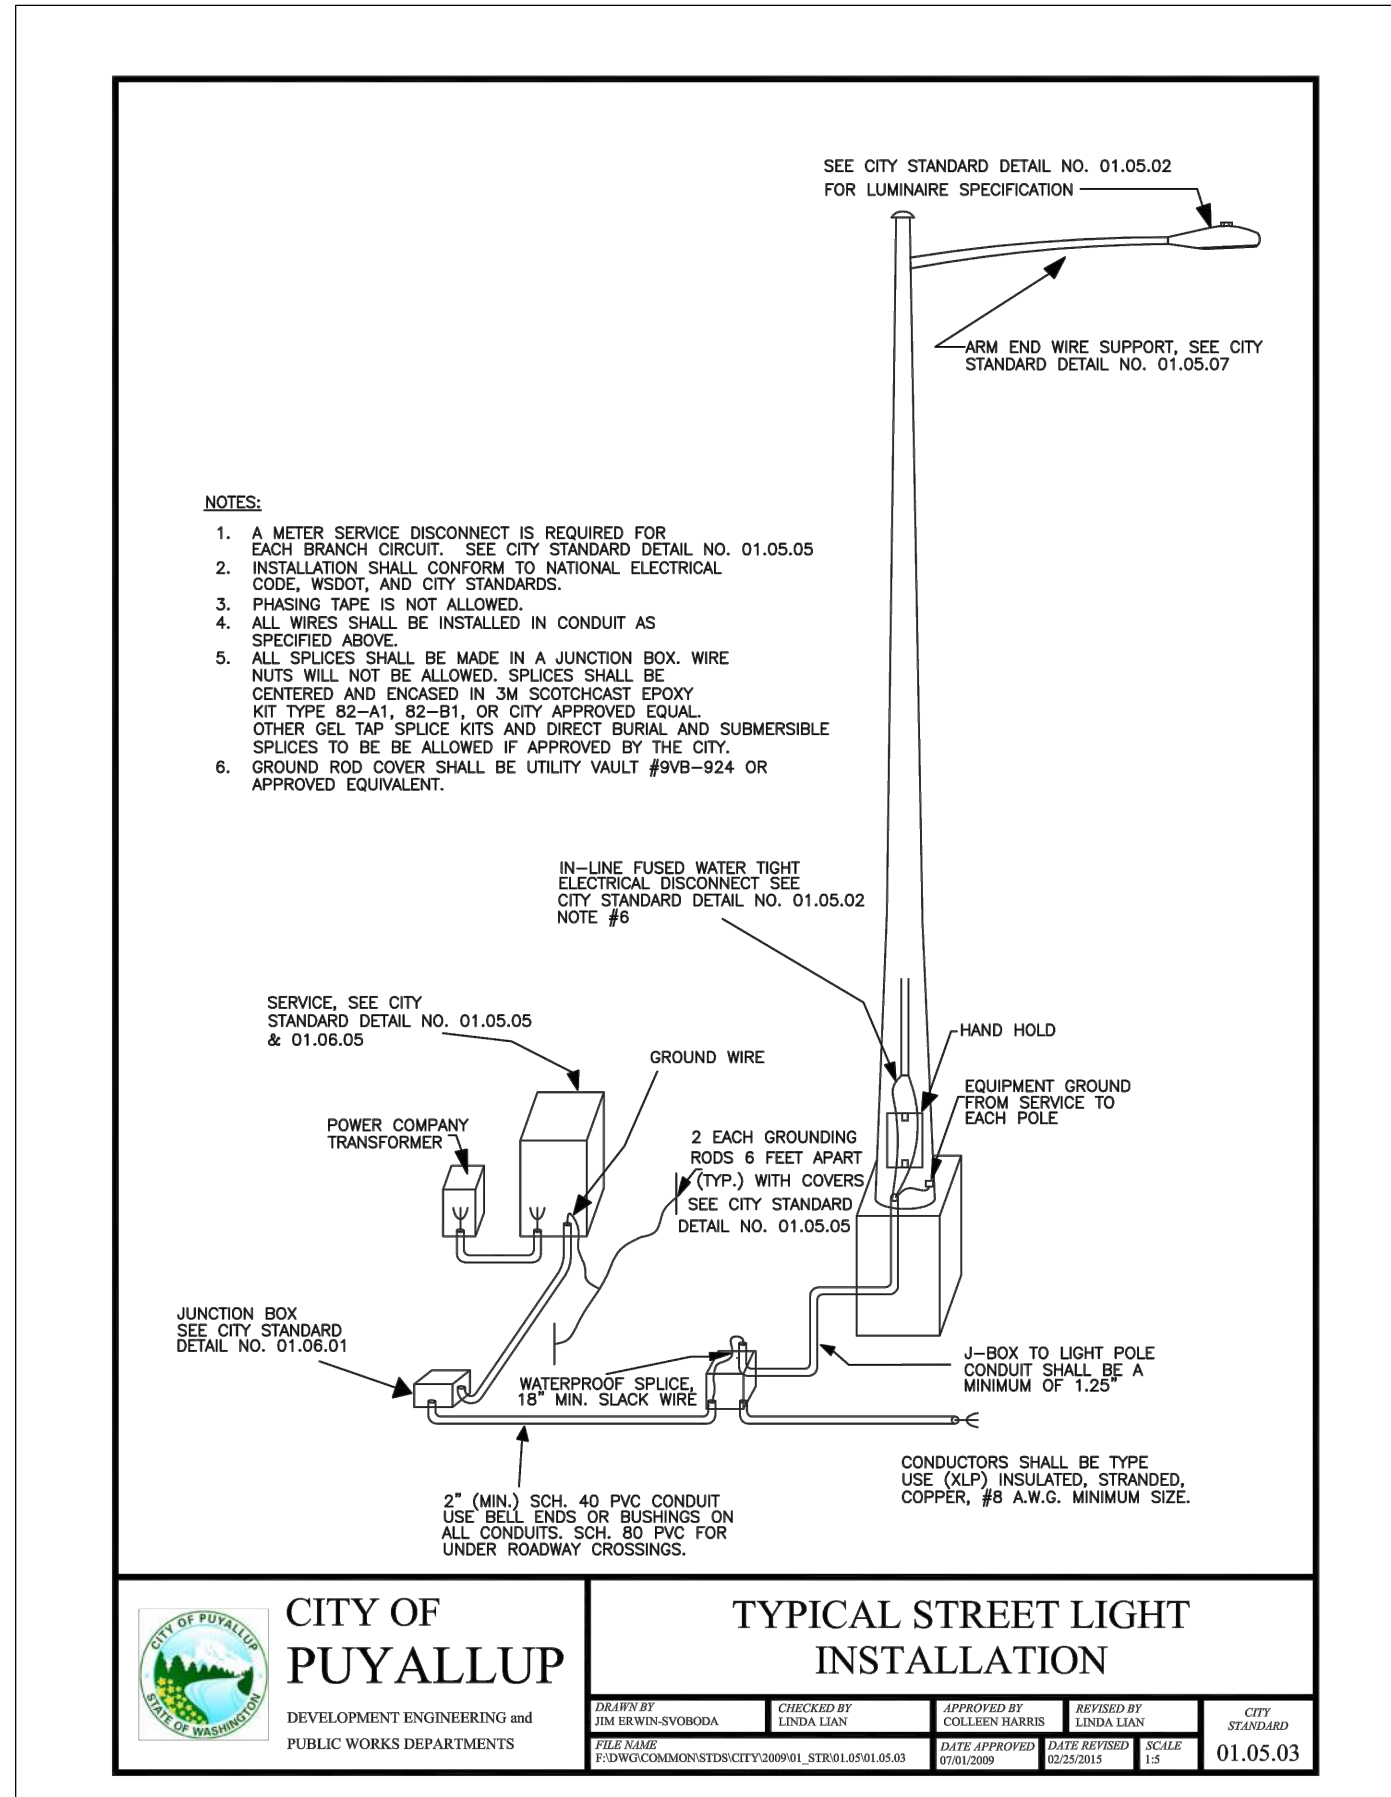 SEE CITY STANDARD DETAIL NO. 01.05.02
FOR LUMINAIRE SPECIFICATION
ARM END WIRE SUPPORT, SEE CITY
STANDARD DETAIL NO. 01.05.07
NOTES:
1. A METER SERVICE DISCONNECT IS REQUIRED FOR
EACH BRANCH CIRCUIT. SEE CITY STANDARD DETAIL NO. 01.05.05
2. INSTALLATION SHALL CONFORM TO NATIONAL ELECTRICAL
CODE, WSDOT, AND CITY STANDARDS.
3. PHASING TAPE IS NOT ALLOWED.
4. ALL WIRES SHALL BE INSTALLED IN CONDUIT AS
SPECIFIED ABOVE.
5. ALL SPLICES SHALL BE MADE IN A JUNCTION BOX. WIRE
NUTS WILL NOT BE ALLOWED. SPLICES SHALL BE
CENTERED AND ENCASED IN 3M SCOTCHCAST EPOXY
KIT TYPE 82-A1, 82-B1, OR CITY APPROVED EQUAL.
OTHER GEL TAP SPLICE KITS AND DIRECT BURIAL AND SUBMERSIBLE
SPLICES TO BE BE ALLOWED IF APPROVED BY THE CITY.
6. GROUND ROD COVER SHALL BE UTILITY VAULT #9VB-924 OR
APPROVED EQUIVALENT.
IN-LINE FUSED WATER TIGHT
ELECTRICAL DISCONNECT SEE
CITY STANDARD DETAIL NO. 01.05.02
NOTE #6
SERVICE, SEE CITY
STANDARD DETAIL NO. 01.05.05
& 01.06.05
HAND HOLD
GROUND WIRE
EQUIPMENT GROUND
FROM SERVICE TO
EACH POLE
POWER COMPANY
TRANSFORMER
2 EACH GROUNDING
RODS 6 FEET APART
(TYP.) WITH COVERS
SEE CITY STANDARD
DETAIL NO. 01.05.05
JUNCTION BOX
SEE CITY STANDARD
DETAIL NO. 01.06.01
J-BOX TO LIGHT POLE
CONDUIT SHALL BE A
MINIMUM OF 1.25"
WATERPROOF SPLICE,
18" MIN. SLACK WIRE
CONDUCTORS SHALL BE TYPE
USE (XLP) INSULATED, STRANDED,
COPPER, #8 A.W.G. MINIMUM SIZE.
2" (MIN.) SCH. 40 PVC CONDUIT
USE BELL ENDS OR BUSHINGS ON
ALL CONDUITS. SCH. 80 PVC FOR
UNDER ROADWAY CROSSINGS.
CITY OF PUYALLUP
STATE OF WASHINGTON
CITY OF
PUYALLUP
DEVELOPMENT ENGINEERING and
PUBLIC WORKS DEPARTMENTS
TYPICAL STREET LIGHT
INSTALLATION
DRAWN BY
JIM ERWIN-SVOBODA
CHECKED BY
LINDA LIAN
APPROVED BY
COLLEEN HARRIS
REVISED BY
LINDA LIAN
FILE NAME
F:\DWG\COMMON\STDS\CITY\2009\01_STR\01.05\01.05.03
DATE APPROVED
07/01/2009
DATE REVISED
02/25/2015
SCALE
1:5
CITY
STANDARD
01.05.03